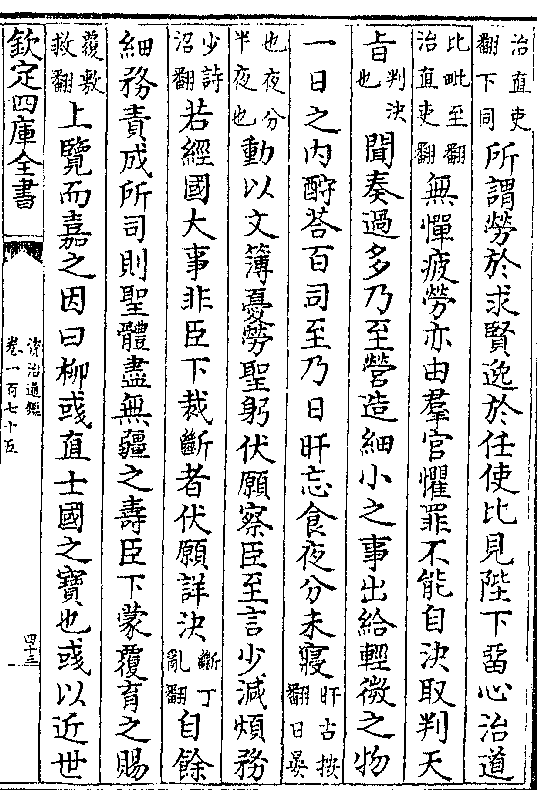 治直吏翻下同所謂勞於求賢逸於任使比見陛下留心治道
比毗至翻治直吏翻無憚疲勞亦由羣官懼罪不能自決取判天
旨判決也聞奏過多乃至營造細小之事出給輕微之物
一日之内酧荅百司至乃日旰忘食夜分未寢旰古按翻日晏
也夜分半夜也動以文簿憂勞聖躬伏願察臣至言少減煩務
少詩沼翻若經國大事非臣下裁斷者伏願詳決斷丁亂翻自餘
細務責成所司則聖體盡無疆之壽臣下蒙覆育之賜
覆敷救翻上覽而嘉之因曰柳彧直士國之寶也彧以近世
欽定四庫全書
資治通鑑
卷一百七十五
四十三